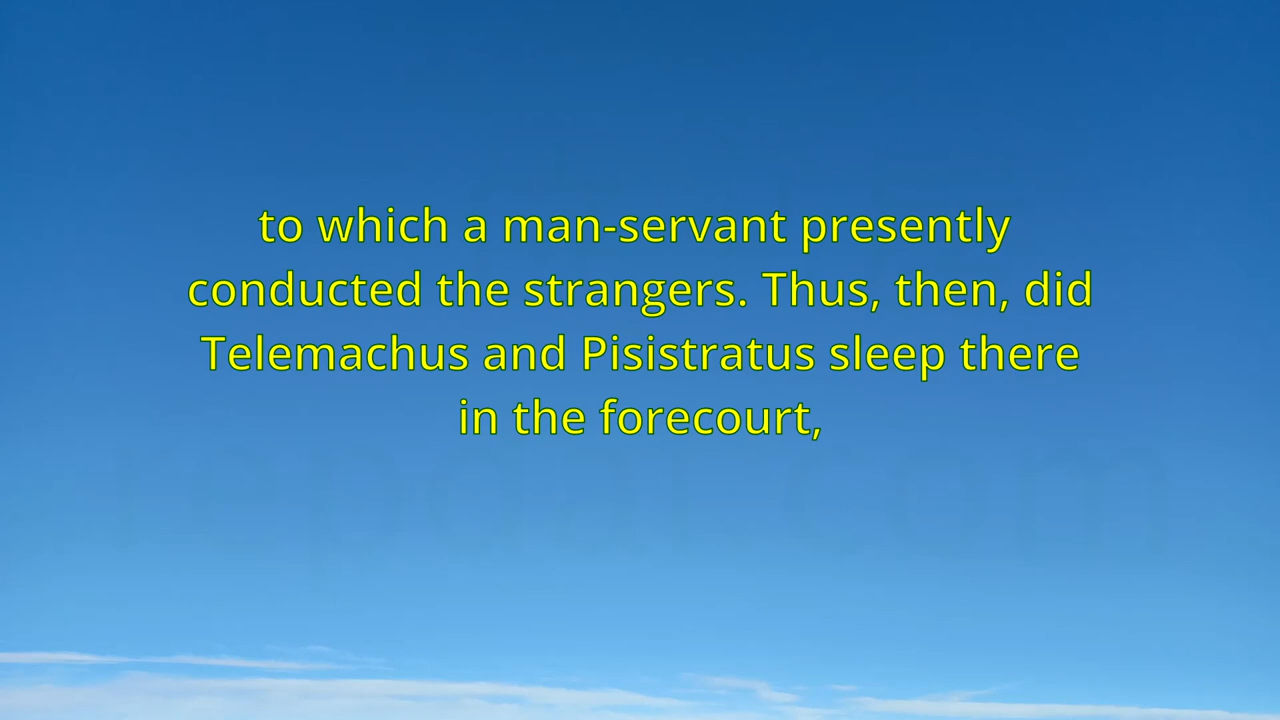 to which a man-servant presently
conducted the strangers. Thus, then, did
Telemachus and Pisistratus sleep there
in the forecourt,